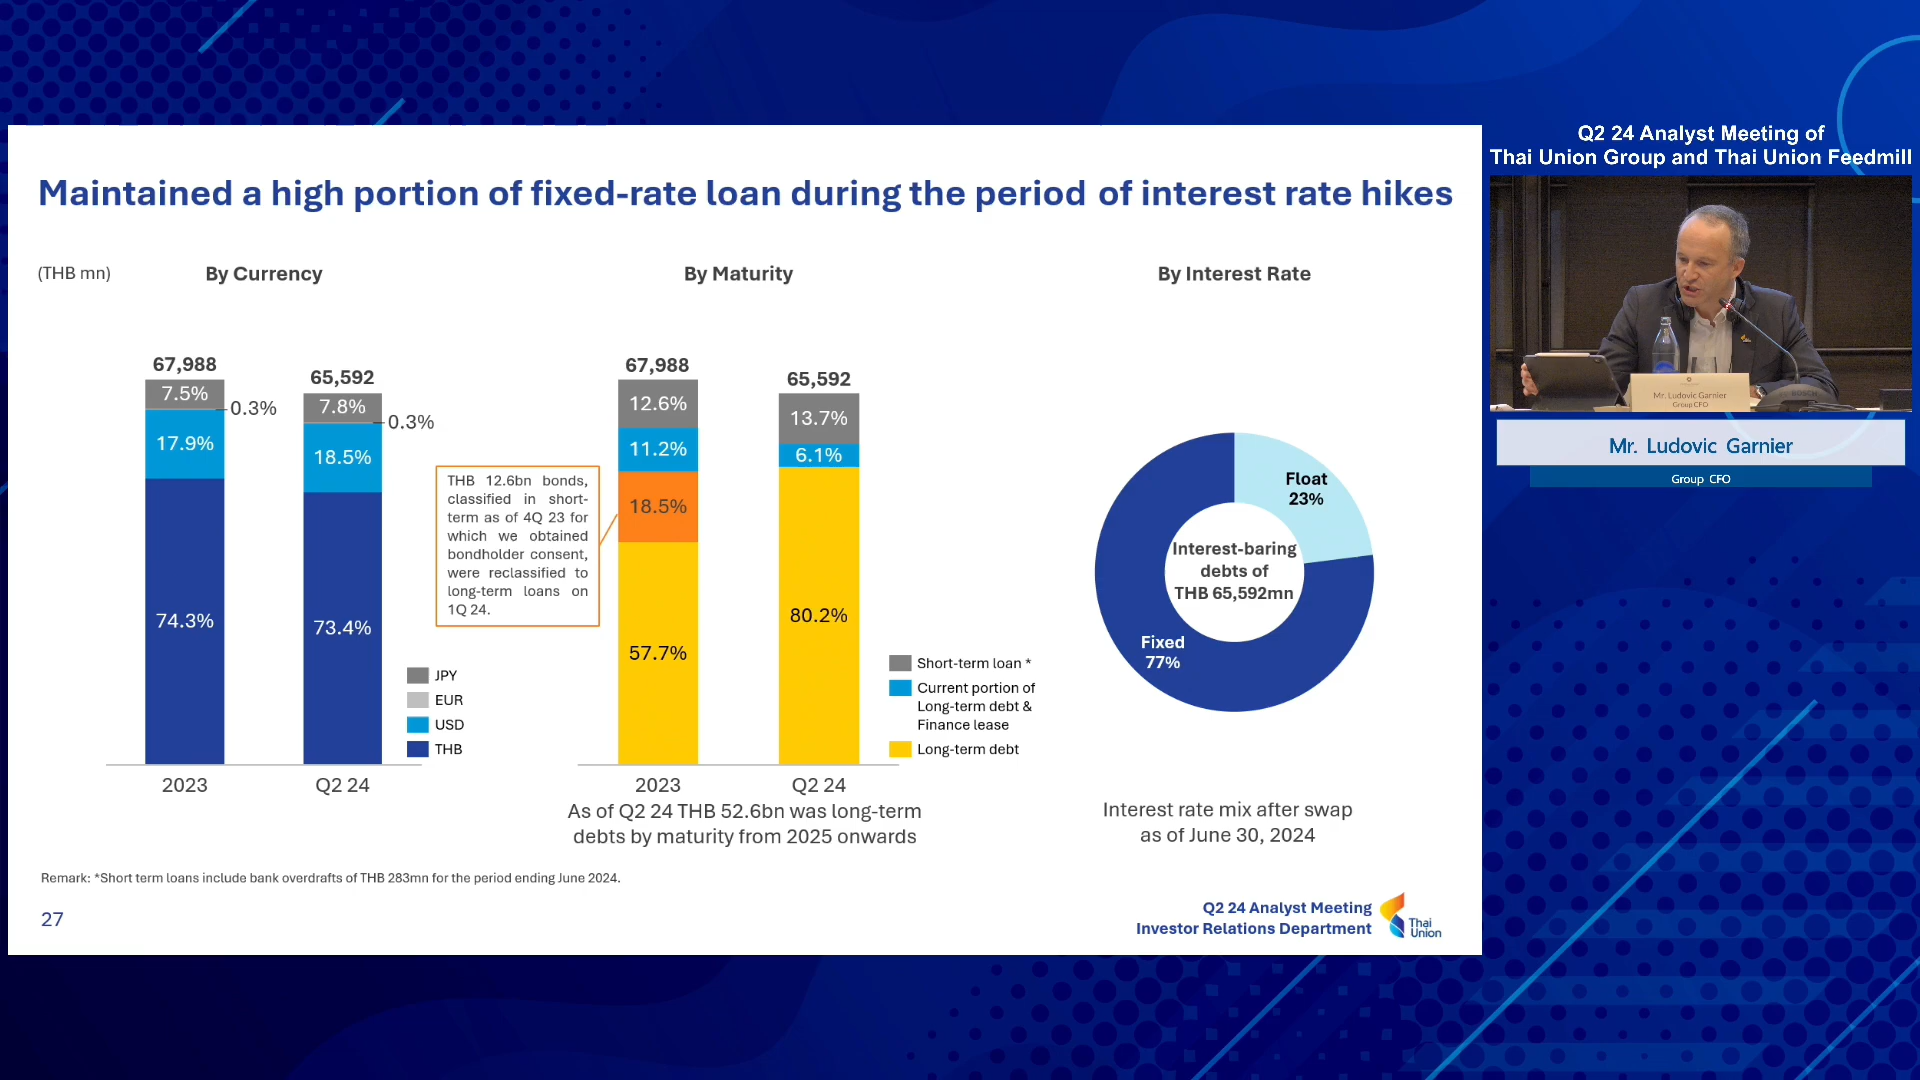 Maintained a high portion of fixed-rate loan during the period of interest rate hikes
(THB mn)
By Currency
67,988
7.5%
0.3%
17.9%
74.3%
2023
65,592
7.8%
0.3%
18.5%
73.4%
Q2 24
JPY
EUR
USD
THB
By Maturity
THB 12.6bn bonds,
classified in short-
term as of 4Q 23 for
which we obtained
bondholder consent,
were reclassified to
long-term loans on
1Q 24.
67,988
12.6%
11.2%
18.5%
57.7%
2023
65,592
13.7%
6.1%
80.2%
Q2 24
Short-term loan *
Current portion of
Long-term debt &
Finance lease
Long-term debt
As of Q2 24 THB 52.6bn was long-term
debts by maturity from 2025 onwards
By Interest Rate
Float
23%
Interest-baring
debts of
THB 65,592mn
Fixed
77%
Interest rate mix after swap
as of June 30, 2024
Remark: *Short term loans include bank overdrafts of THB 283mn for the period ending June 2024.
27
Q2 24 Analyst Meeting
Investor Relations Department
Thai
Union
Q2 24 Analyst Meeting of
Thai Union Group and Thai Union Feedmill
Mr. Ludovic Garnier
Group CFO
BOSCH
Mr. Ludovic Garnier
Group CFO